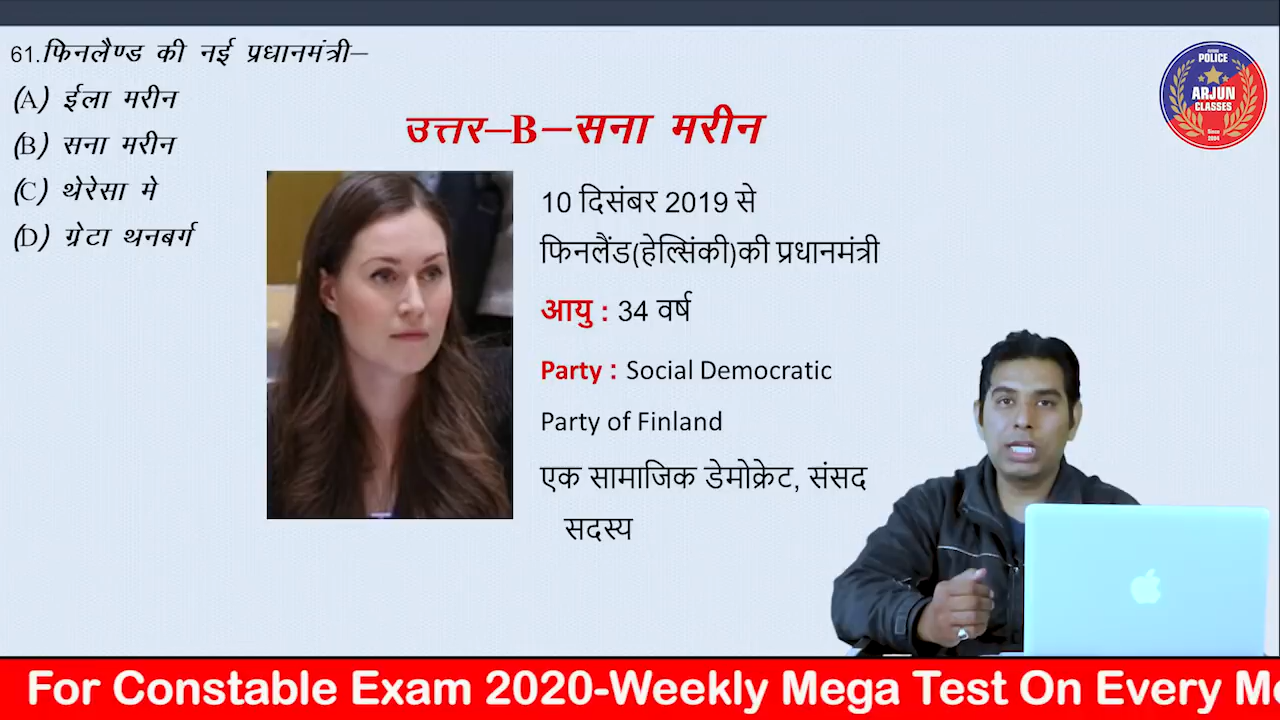 61.फिनलैण्ड की नई प्रधानमंत्री–
(A) ईला मरीन
(B) सना मरीन
(C) थेरेसा मे
(D) ग्रेटा थनबर्ग
उत्तर–B–सना मरीन
10 दिसंबर 2019 से
फिनलैंड(हेल्सिंकी)की प्रधानमंत्री
आयु : 34 वर्ष
Party : Social Democratic
Party of Finland
एक सामाजिक डेमोक्रेट, संसद
सदस्य
POLICE
ARJUN
CLASSES
Since
2004
For Constable Exam 2020-Weekly Mega Test On Every